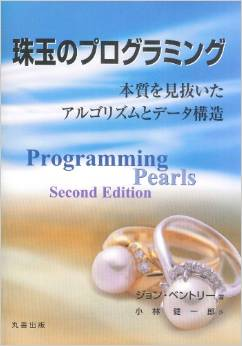 珠玉のプログラミング
本質を見抜いた
アルゴリズムとデータ構造
Programming
Pearls
Second Edition
ジョン・ベントリー 著
小林 健一郎 訳
丸善出版